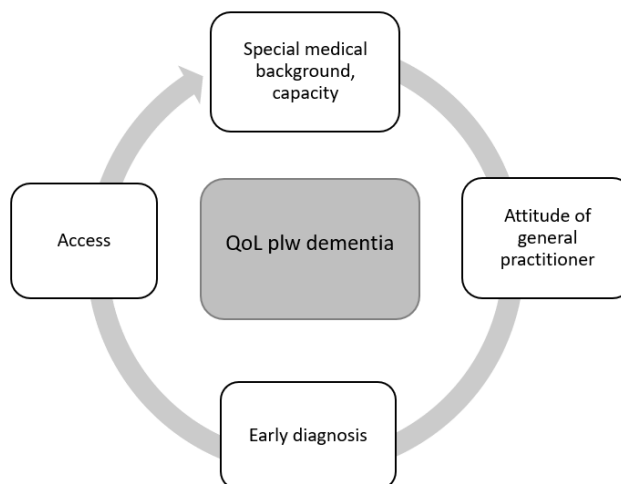 Special medical
background,
capacity
Attitude of
general
practitioner
Access
QoL plw dementia
Early diagnosis